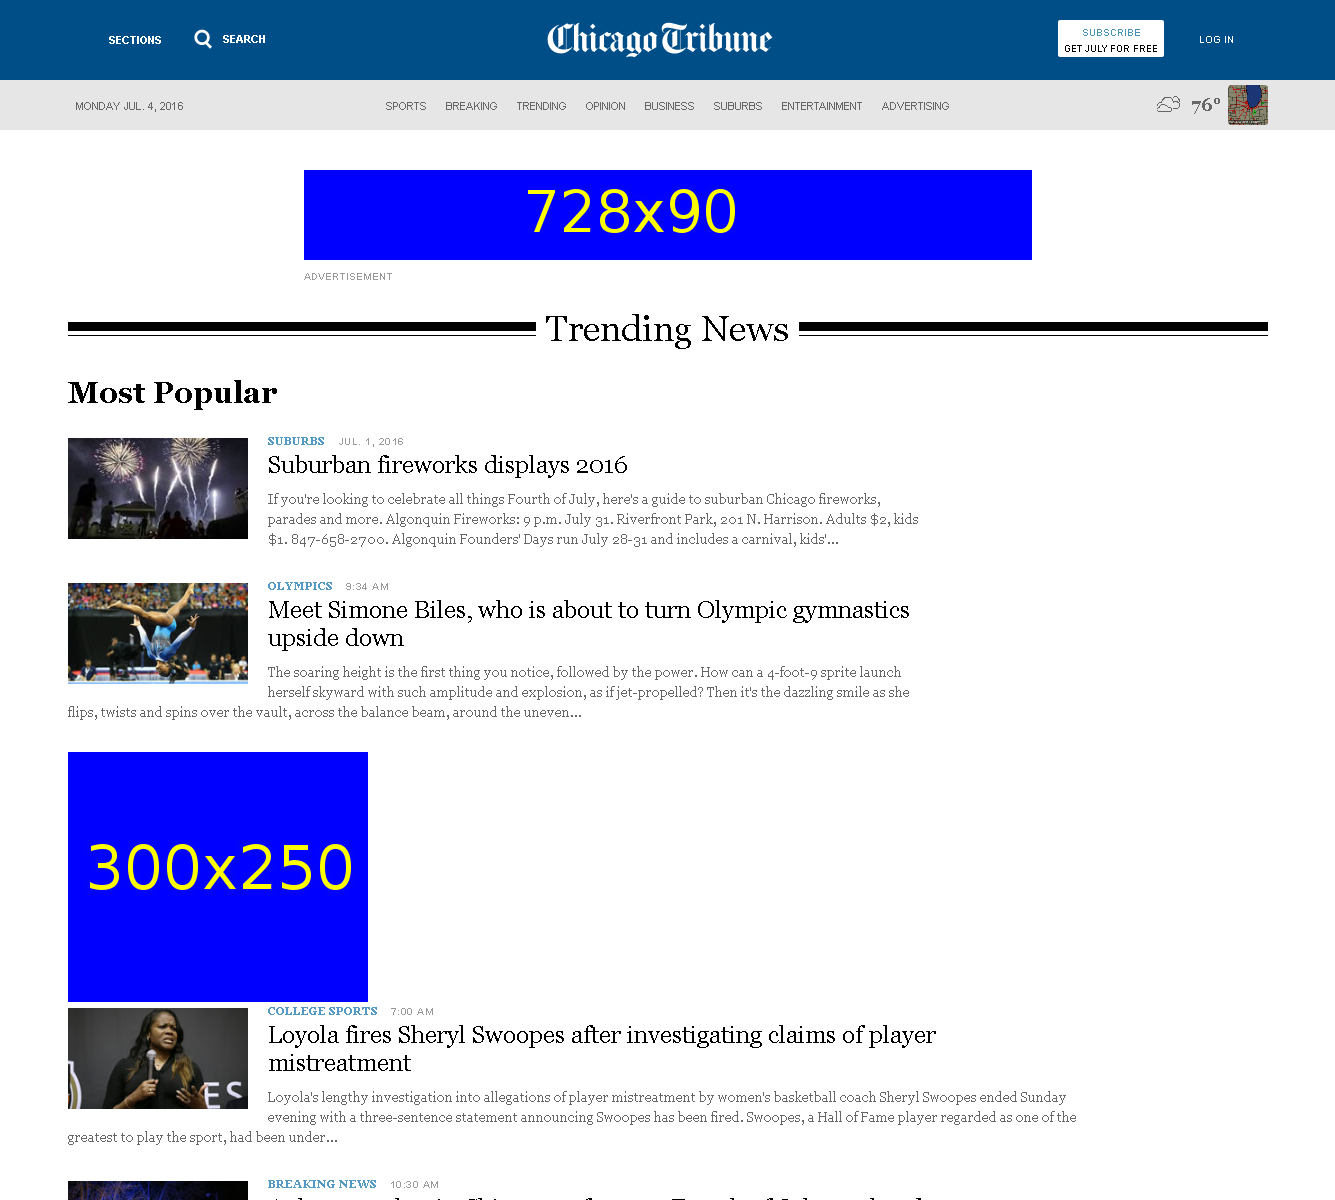 SECTIONS
SEARCH
Chicago Tribune
SUBSCRIBE
GET JULY FOR FREE
LOG IN
MONDAY JUL. 4, 2016
SPORTS BREAKING TRENDING OPINION BUSINESS SUBURBS ENTERTAINMENT ADVERTISING
76°
728x90
ADVERTISEMENT
Trending News
Most Popular
SUBURBS JUL. 1, 2016
Suburban fireworks displays 2016
If you're looking to celebrate all things Fourth of July, here's a guide to suburban Chicago fireworks,
parades and more. Algonquin Fireworks: 9 p.m. July 31. Riverfront Park, 201 N. Harrison. Adults $2, kids
$1. 847-658-2700. Algonquin Founders' Days run July 28-31 and includes a carnival, kids'...
OLYMPICS 9:34 AM
Meet Simone Biles, who is about to turn Olympic gymnastics
upside down
The soaring height is the first thing you notice, followed by the power. How can a 4-foot-9 sprite launch
herself skyward with such amplitude and explosion, as if jet-propelled? Then it's the dazzling smile as she
flips, twists and spins over the vault, across the balance beam, around the uneven...
300x250
COLLEGE SPORTS 7:00 AM
Loyola fires Sheryl Swoopes after investigating claims of player
mistreatment
ES
Loyola's lengthy investigation into allegations of player mistreatment by women's basketball coach Sheryl Swoopes ended Sunday
evening with a three-sentence statement announcing Swoopes has been fired. Swoopes, a Hall of Fame player regarded as one of the
greatest to play the sport, had been under...
BREAKING NEWS 10:30 AM